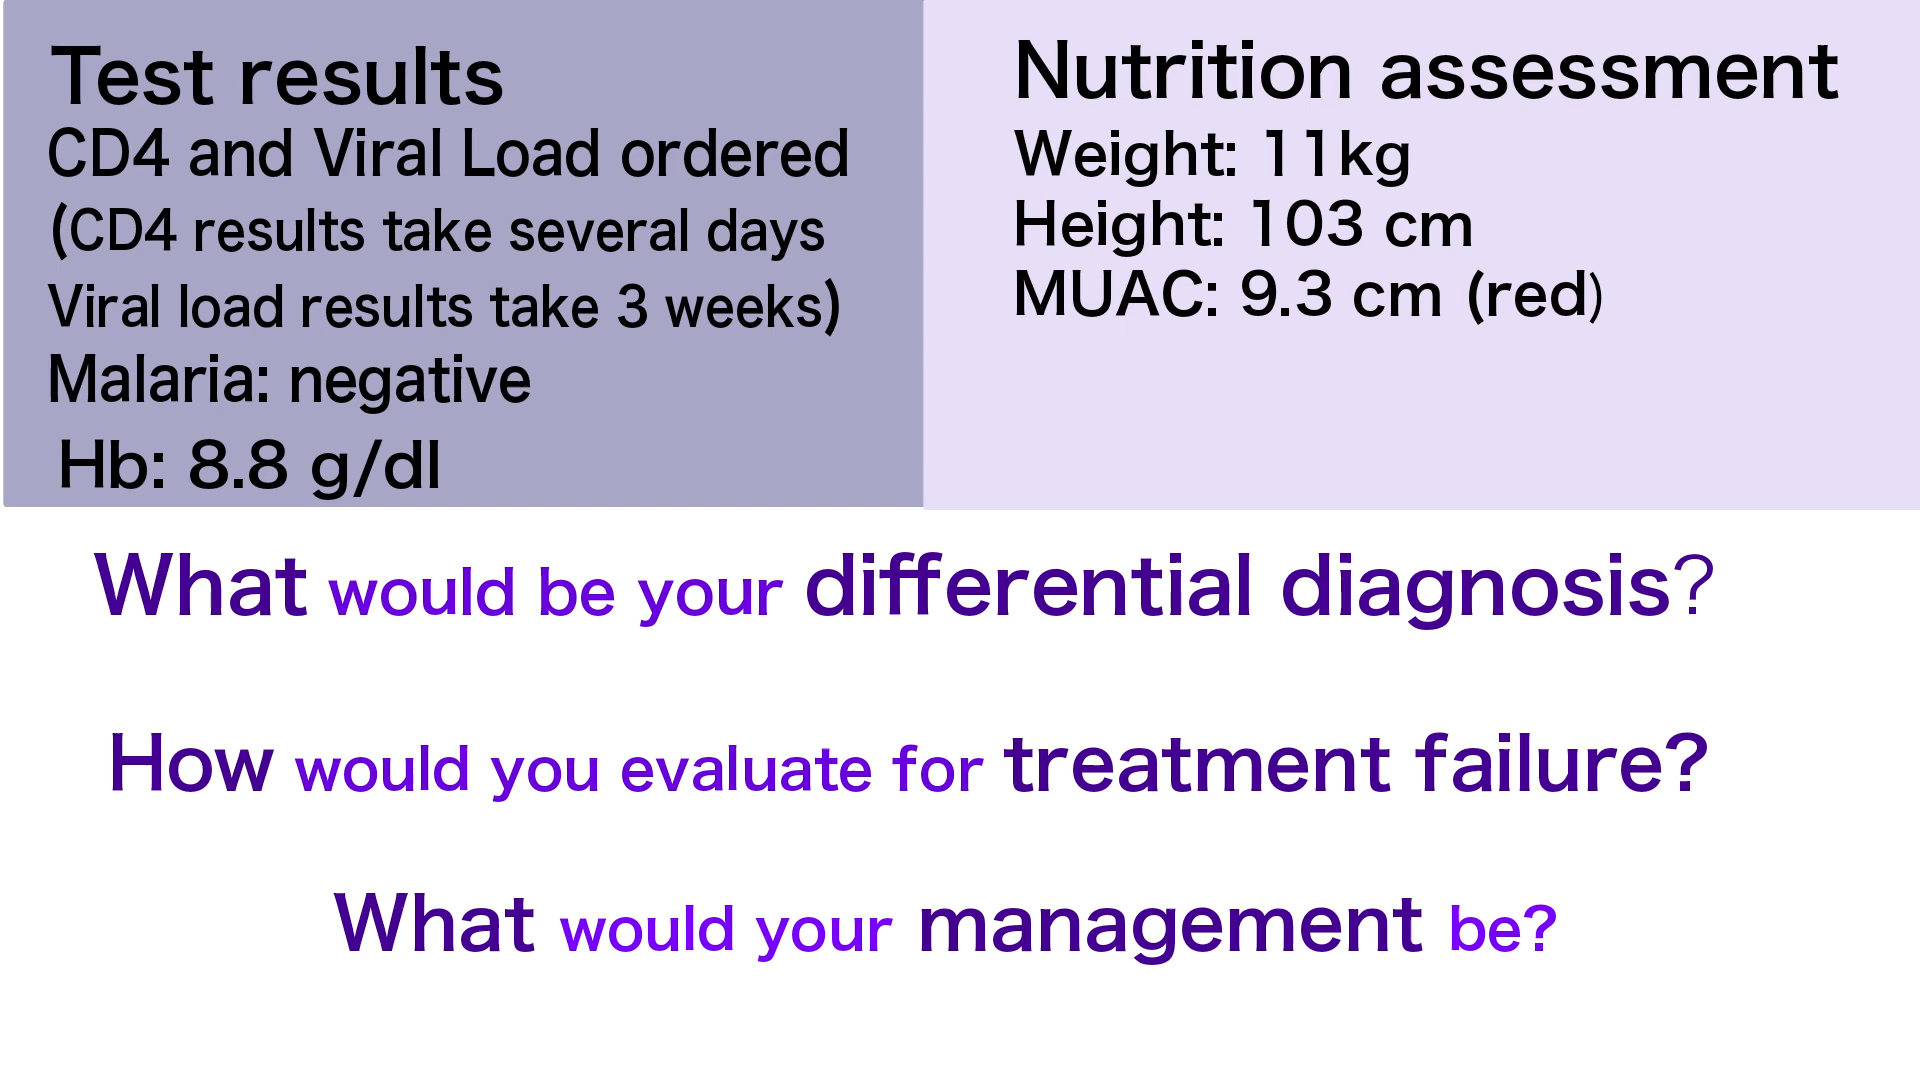 Test results
CD4 and Viral Load ordered
(CD4 results take several days
Viral load results take 3 weeks)
Malaria: negative
Hb: 8.8 g/dl
Nutrition assessment
Weight: 11kg
Height: 103 cm
MUAC: 9.3 cm (red)
What would be your differential diagnosis?
How would you evaluate for treatment failure?
What would your management be?